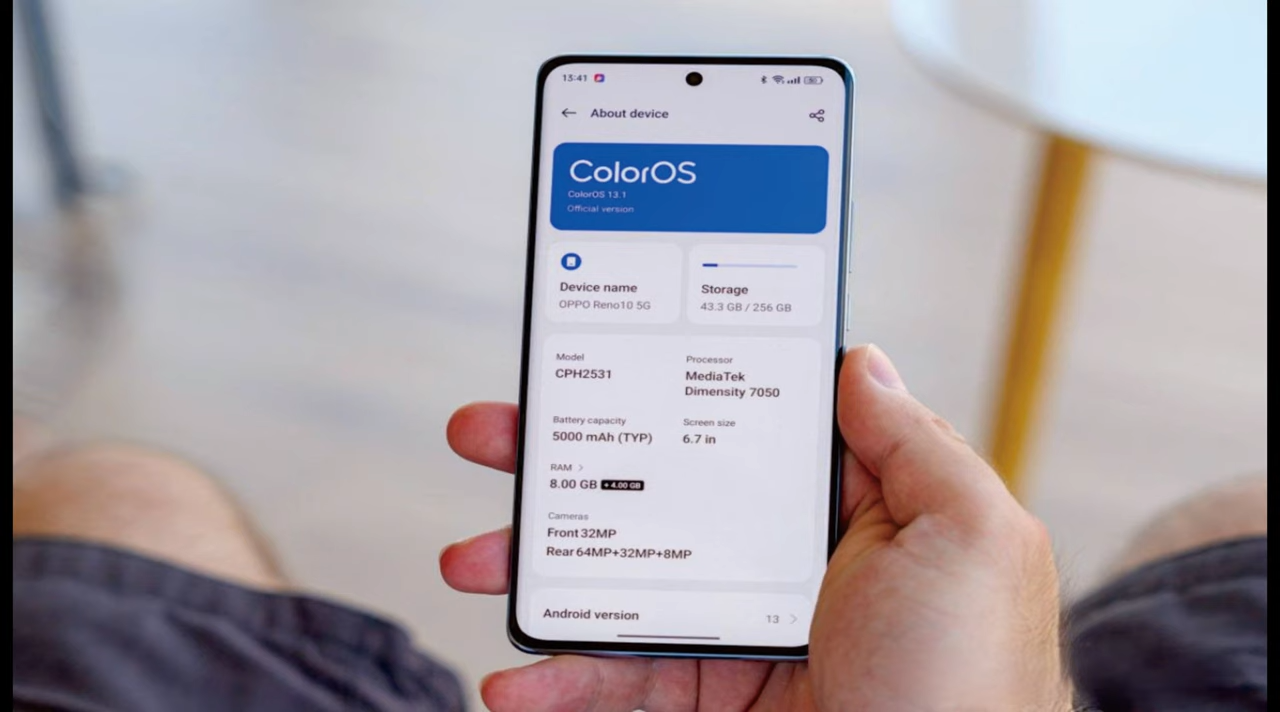 13:41
About device
ColorOS
ColorOS 13.1
Official version
Device name
OPPO Reno10 5G
Storage
43.3 GB / 256 GB
Model
CPH2531
Processor
MediaTek
Dimensity 7050
Battery capacity
5000 mAh (TYP)
Screen size
6.7 in
RAM >
8.00 GB + 4.00 GB
Cameras
Front 32MP
Rear 64MP+32MP+8MP
Android version
13 >